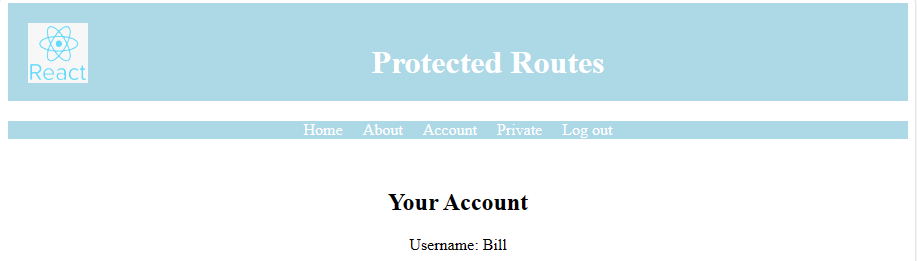 React
Protected Routes
Home About Account Private Log out
Your Account
Username: Bill